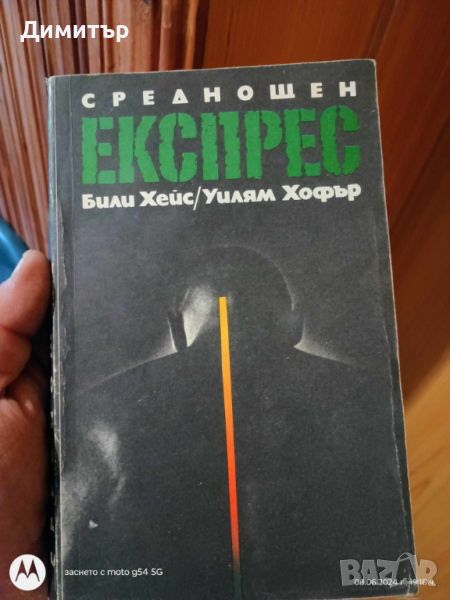 Димитър
СРЕДНОЩЕН
ЕКСПРЕС
Били Хейс/Уилям Хофър
заснето с moto g54 5G